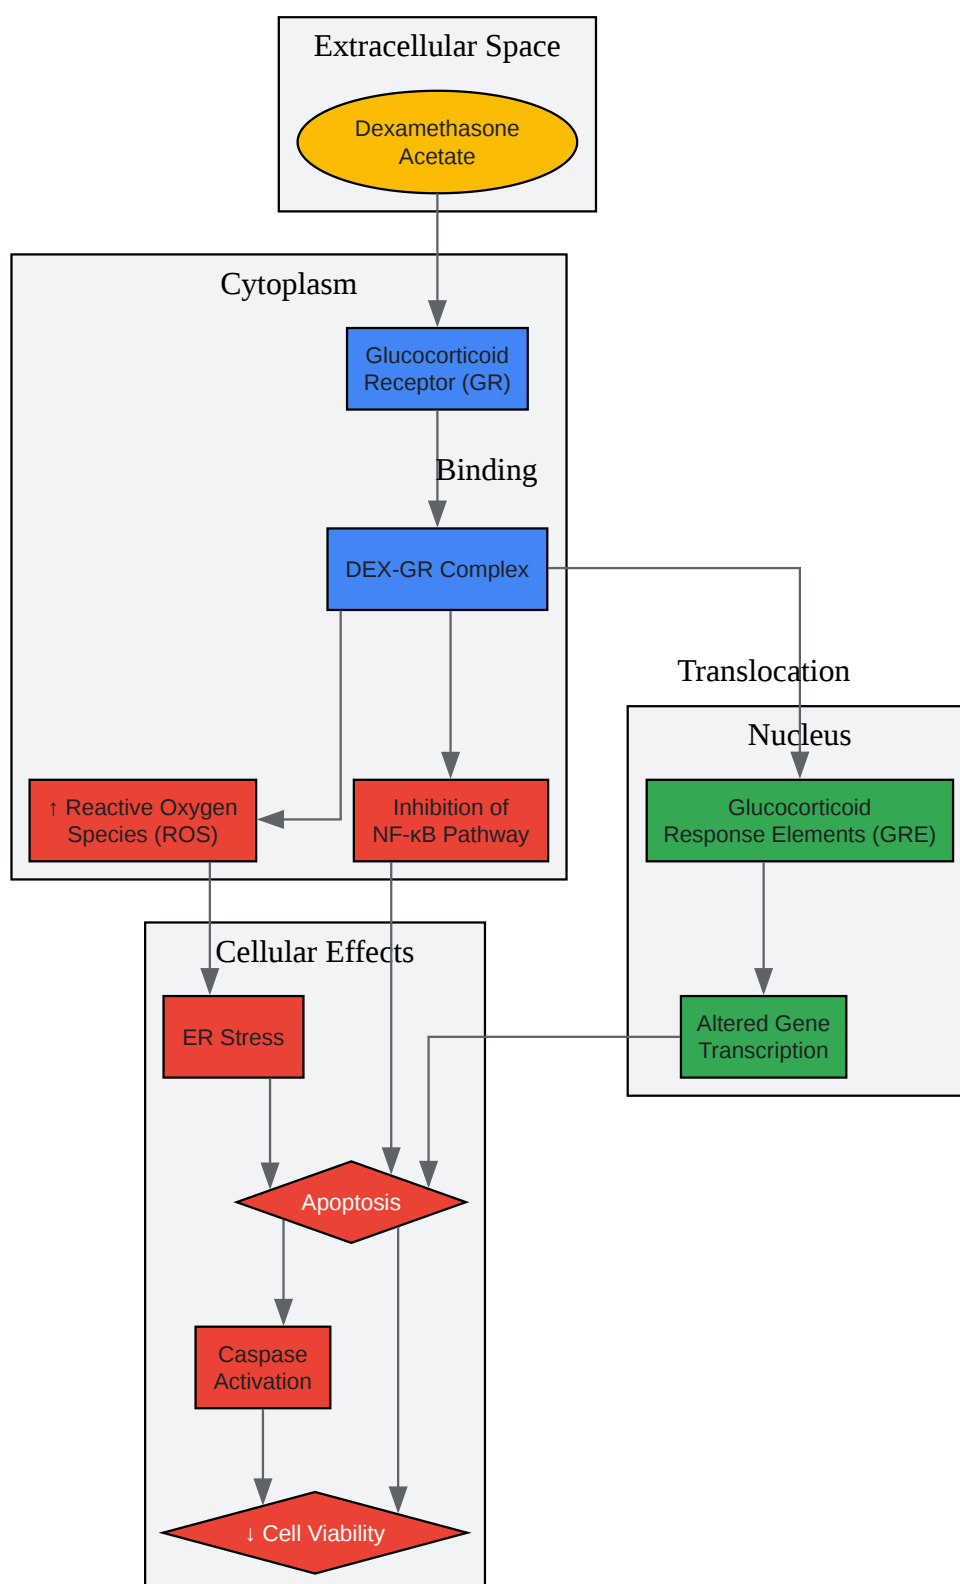 Extracellular Space
Dexamethasone
Acetate
Cytoplasm
Glucocorticoid
Receptor (GR)
Binding
DEX-GR Complex
Translocation
Nucleus
↑ Reactive Oxygen
Species (ROS)
Inhibition of
NF-κB Pathway
Glucocorticoid
Response Elements (GRE)
Cellular Effects
ER Stress
Altered Gene
Transcription
Apoptosis
Caspase
Activation
↓ Cell Viability